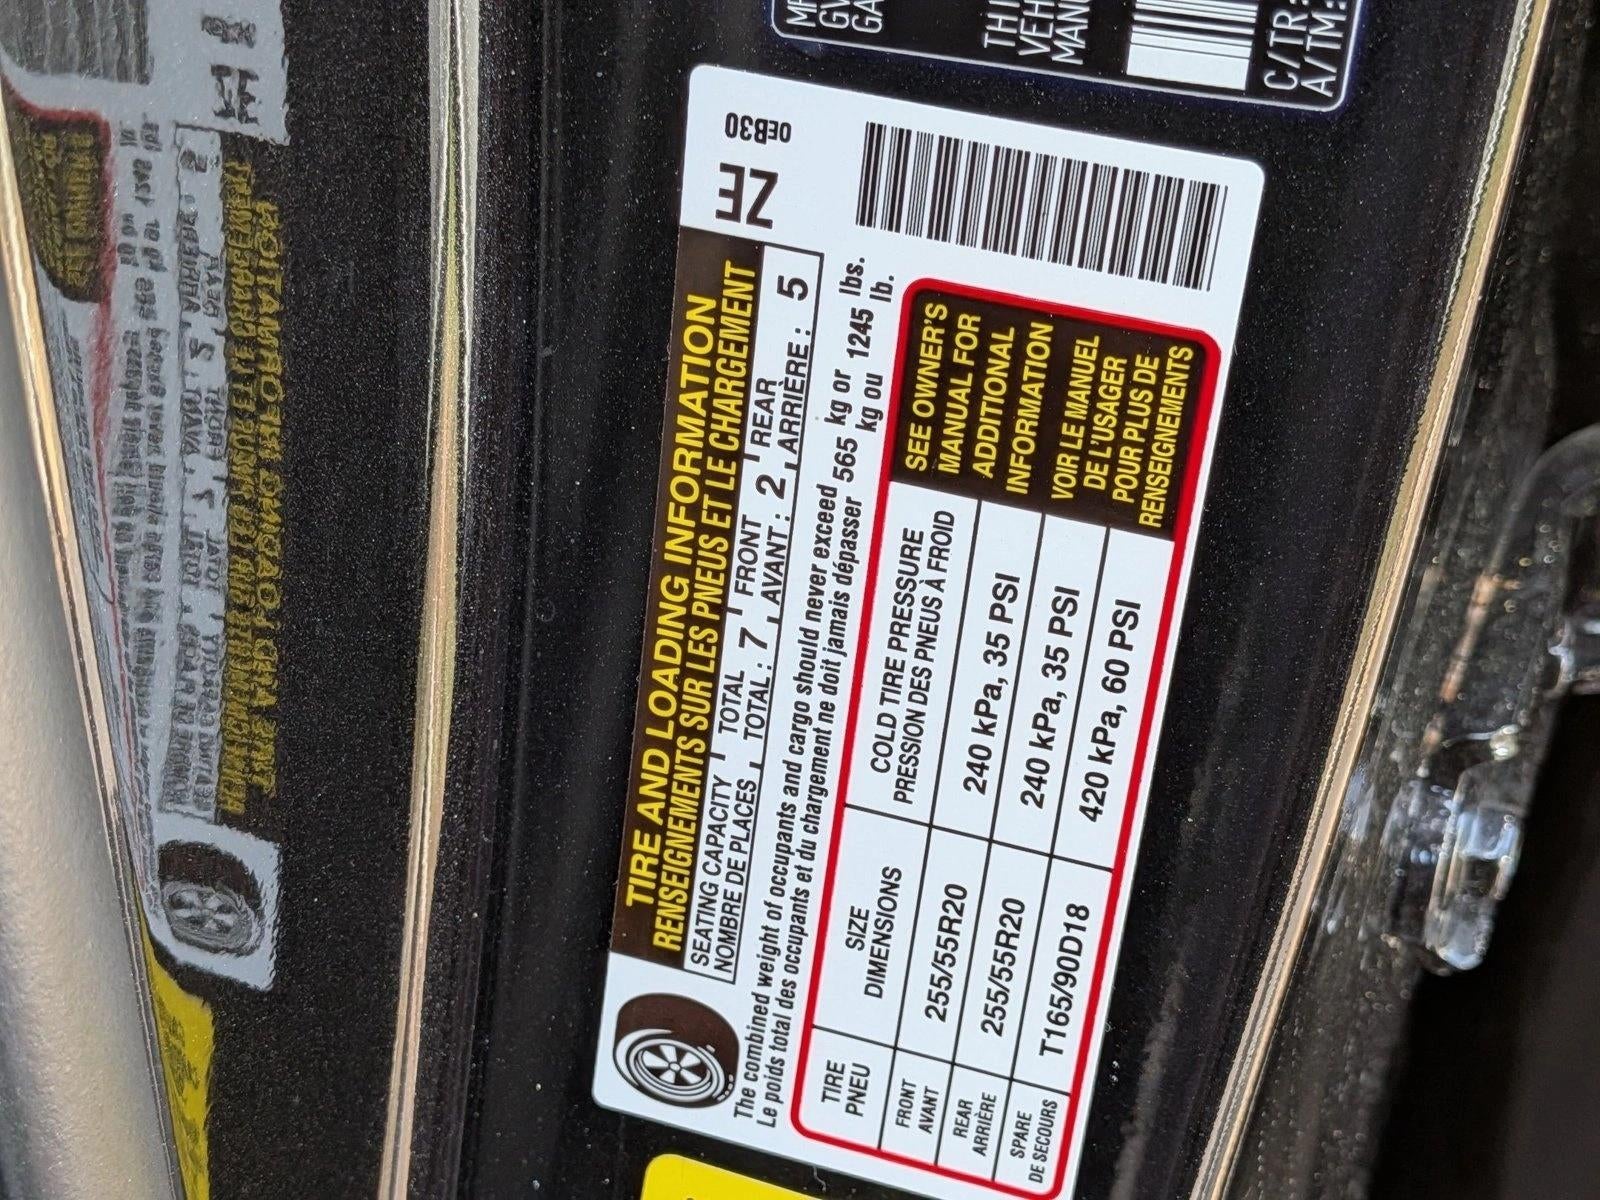 TIRE AND LOADING INFORMATION
RENSEIGNEMENTS SUR LES PNEUS ET LE CHARGEMENT
ZE
0EB30
SEATING CAPACITY TOTAL FRONT REAR
NOMBRE DE PLACES TOTAL : 7 AVANT : 2 ARRIÈRE : 5
The combined weight of occupants and cargo should never exceed 565 kg or 1245 lbs.
Le poids total des occupants et du chargement ne doit jamais dépasser kg ou lb.
TIRE
PNEU
SIZE
DIMENSIONS
COLD TIRE PRESSURE
PRESSION DES PNEUS À FROID
FRONT
AVANT
255/55R20
240 kPa, 35 PSI
REAR
ARRIÈRE
255/55R20
240 kPa, 35 PSI
SPARE
DE SECOURS
T165/90D18
420 kPa, 60 PSI
SEE OWNER'S
MANUAL FOR
ADDITIONAL
INFORMATION
VOIR LE MANUEL
DE L'USAGER
POUR PLUS DE
RENSEIGNEMENTS
C/TR:
A/TM: